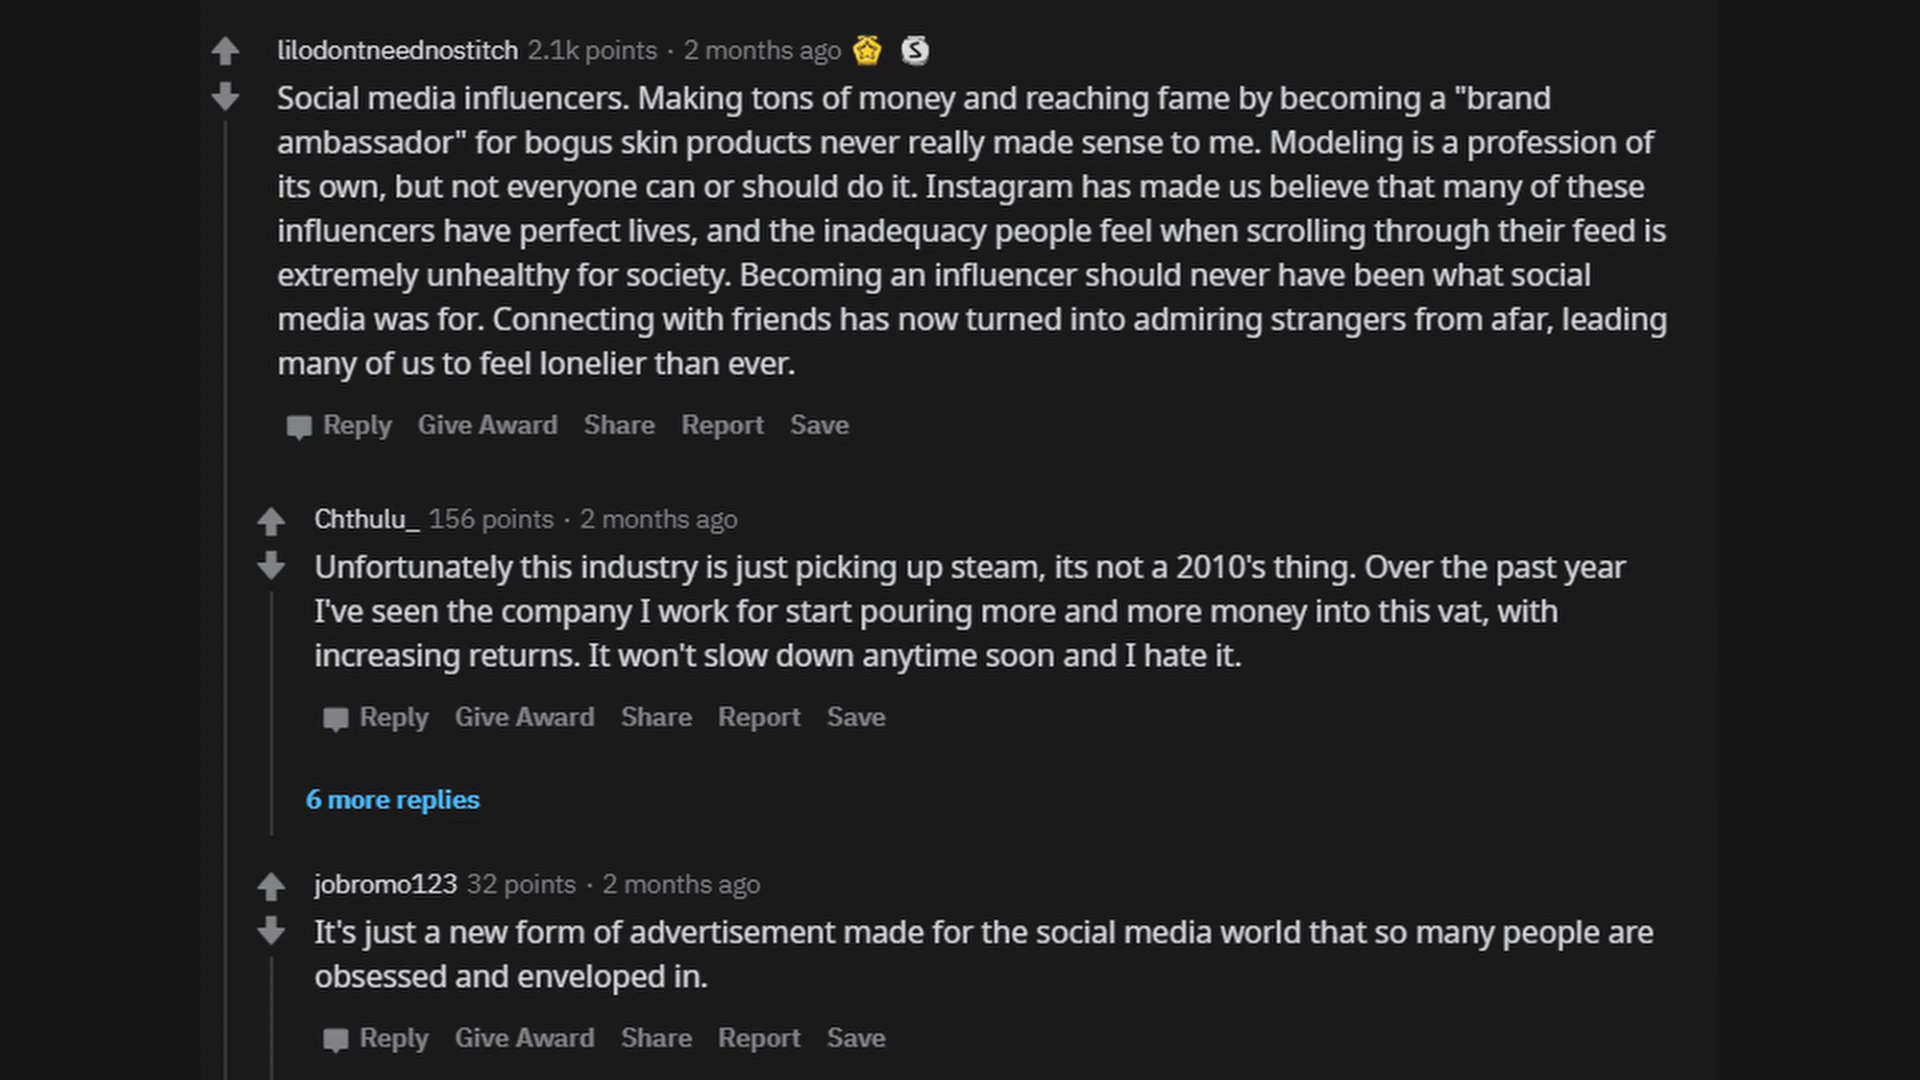 lilodontneednostitch 2.1k points · 2 months ago
Social media influencers. Making tons of money and reaching fame by becoming a "brand
ambassador" for bogus skin products never really made sense to me. Modeling is a profession of
its own, but not everyone can or should do it. Instagram has made us believe that many of these
influencers have perfect lives, and the inadequacy people feel when scrolling through their feed is
extremely unhealthy for society. Becoming an influencer should never have been what social
media was for. Connecting with friends has now turned into admiring strangers from afar, leading
many of us to feel lonelier than ever.
Reply Give Award Share Report Save
Chthulu_ 156 points · 2 months ago
Unfortunately this industry is just picking up steam, its not a 2010's thing. Over the past year
I've seen the company I work for start pouring more and more money into this vat, with
increasing returns. It won't slow down anytime soon and I hate it.
Reply Give Award Share Report Save
6 more replies
jobromo123 32 points · 2 months ago
It's just a new form of advertisement made for the social media world that so many people are
obsessed and enveloped in.
Reply Give Award Share Report Save